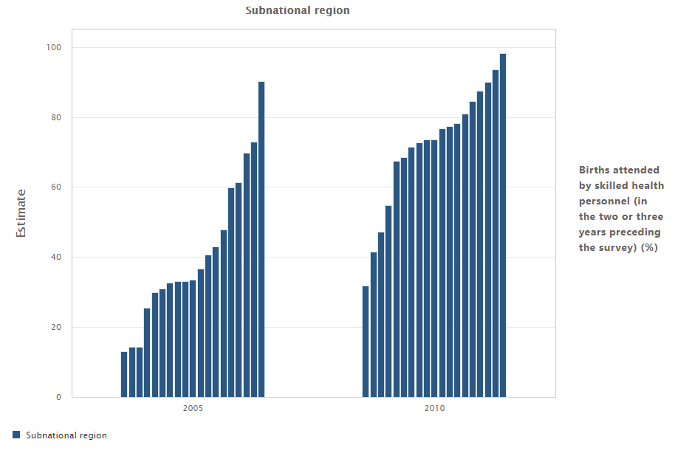 Subnational region
100
80
60
40
20
0
Estimate
2005
2010
Births attended
by skilled health
personnel (in
the two or three
years preceding
the survey) (%)
Subnational region